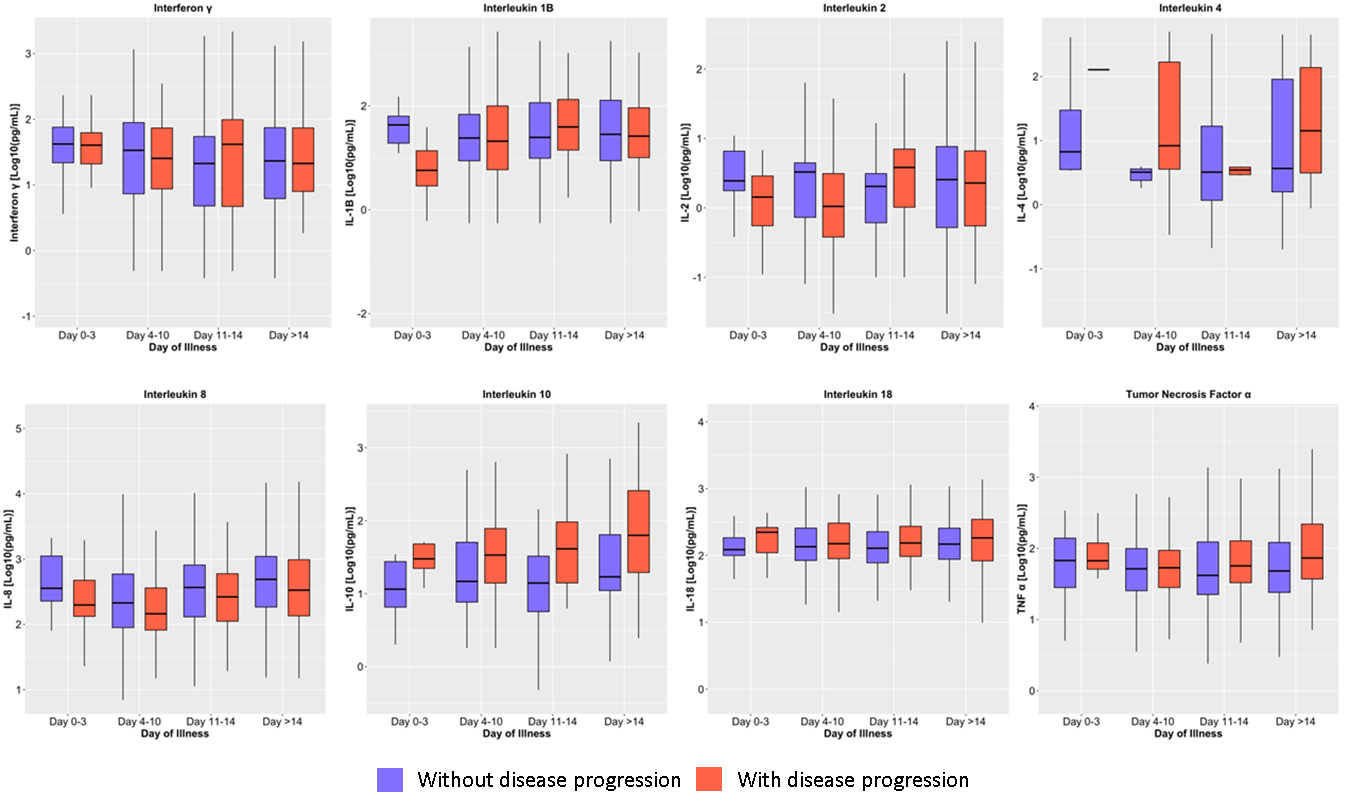 Interferon γ
Interferon γ [Log10(pg/mL)]
3
2
1
0
-1
Day 0-3 Day 4-10 Day 11-14 Day >14
Day of Illness
Interleukin 1B
IL-1B [Log10(pg/mL)]
2
0
-2
Day 0-3 Day 4-10 Day 11-14 Day >14
Day of Illness
Interleukin 2
IL-2 [Log10(pg/mL)]
2
1
0
-1
Day 0-3 Day 4-10 Day 11-14 Day >14
Day of Illness
Interleukin 4
IL-4 [Log10(pg/mL)]
2
1
0
-1
Day 0-3 Day 4-10 Day 11-14 Day >14
Day of Illness
Interleukin 8
IL-8 [Log10(pg/mL)]
5
4
3
2
1
Day 0-3 Day 4-10 Day 11-14 Day >14
Day of Illness
Interleukin 10
IL-10 [Log10(pg/mL)]
3
2
1
0
Day 0-3 Day 4-10 Day 11-14 Day >14
Day of Illness
Interleukin 18
IL-18 [Log10(pg/mL)]
4
3
2
1
0
Day 0-3 Day 4-10 Day 11-14 Day >14
Day of Illness
Tumor Necrosis Factor α
TNF α [Log10(pg/mL)]
4
3
2
1
0
Day 0-3 Day 4-10 Day 11-14 Day >14
Day of Illness
Without disease progression With disease progression